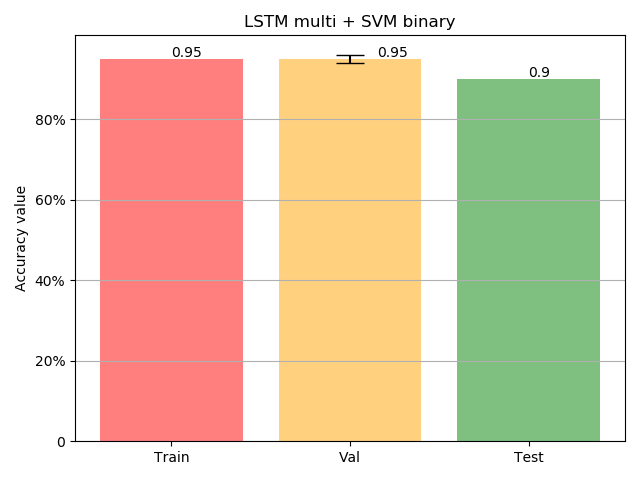 LSTM multi + SVM binary
0.95
0.95
0.9
80%
60%
40%
20%
0
Accuracy value
Train
Val
Test